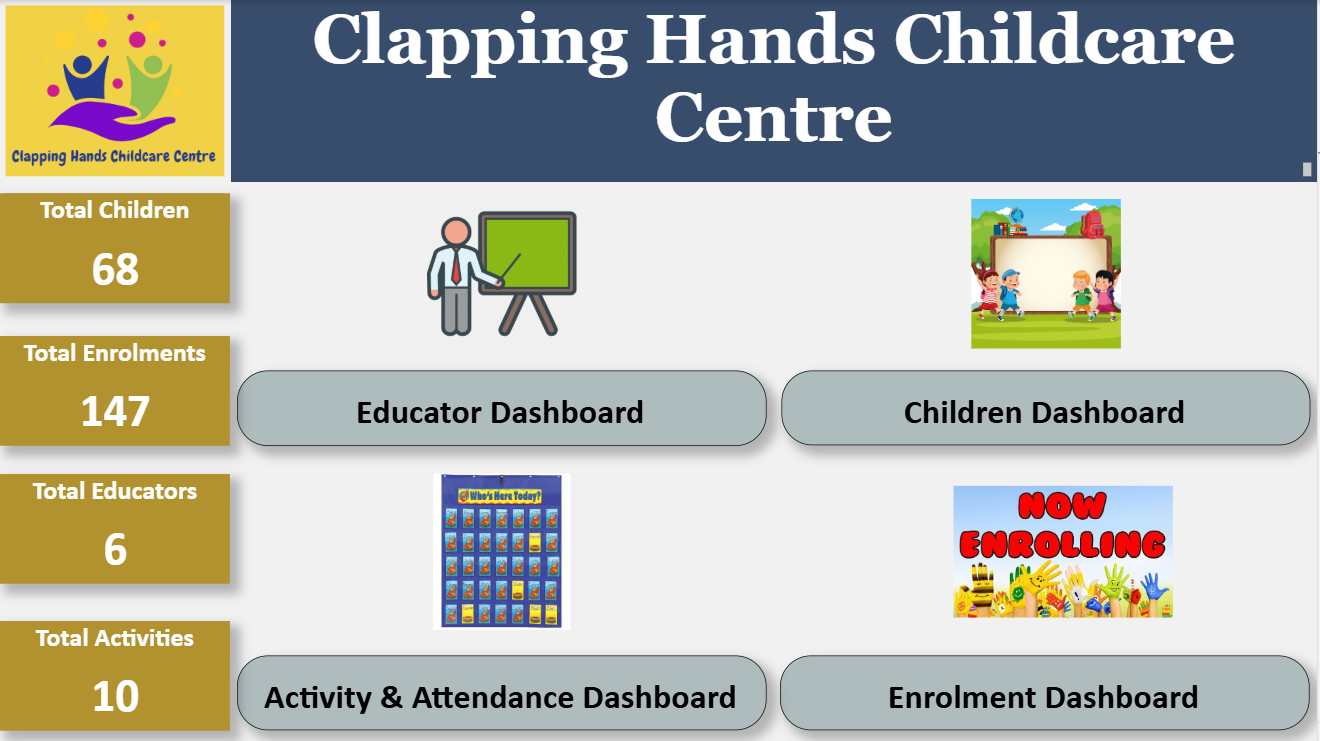 Clapping Hands Childcare
Centre
Clapping Hands Childcare Centre
Total Children
68
Total Enrolments
147
Total Educators
6
Total Activities
10
Educator Dashboard
Children Dashboard
Who's Here Today?
NOW
ENROLLING
Activity & Attendance Dashboard
Enrolment Dashboard